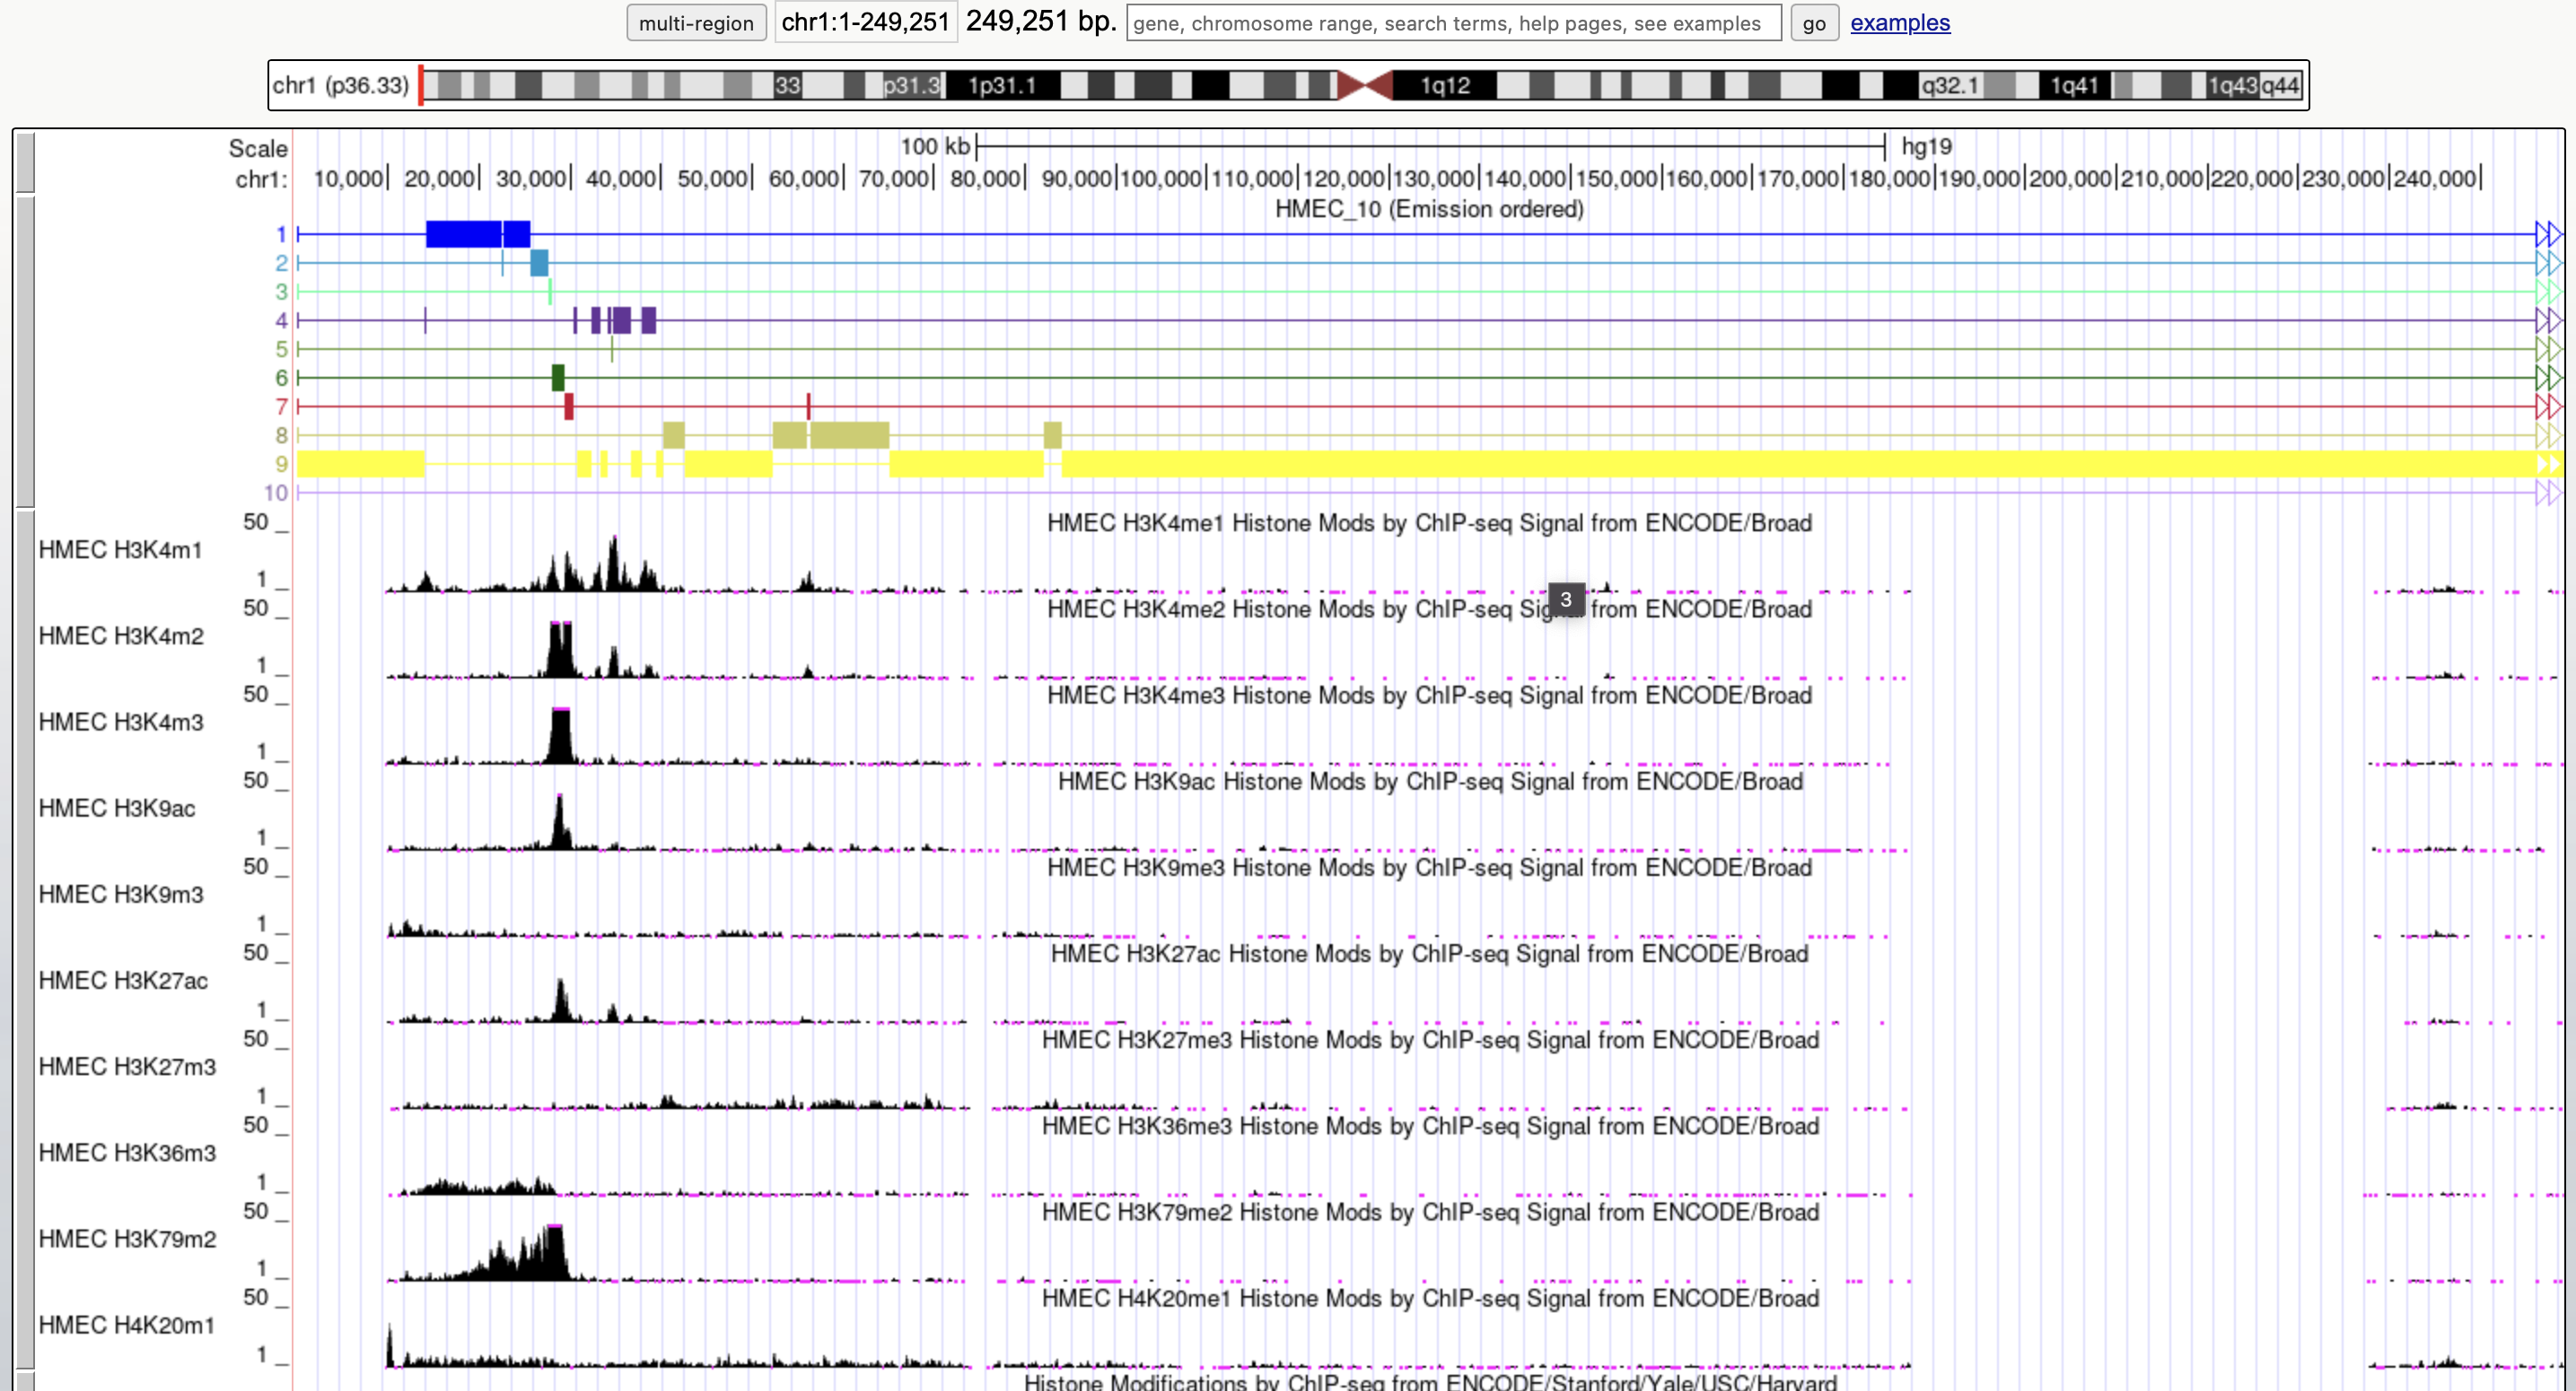 multi-region chr1:1-249,251 249,251 bp. gene, chromosome range, search terms, help pages, see examples go examples
chr1 (p36.33) 33 p31.3 1p31.1 1q12 q32.1 1q41 1q43 q44
Scale 100 kb hg19
chr1: 10,000 20,000 30,000 40,000 50,000 60,000 70,000 80,000 90,000 100,000 110,000 120,000 130,000 140,000 150,000 160,000 170,000 180,000 190,000 200,000 210,000 220,000 230,000 240,000
HMEC_10 (Emission ordered)
1
2
3
4
5
6
7
8
9
10
50 HMEC H3K4me1 Histone Mods by ChIP-seq Signal from ENCODE/Broad
HMEC H3K4m1
1
3
50 HMEC H3K4me2 Histone Mods by ChIP-seq Signal from ENCODE/Broad
HMEC H3K4m2
1
50 HMEC H3K4me3 Histone Mods by ChIP-seq Signal from ENCODE/Broad
HMEC H3K4m3
1
50 HMEC H3K9ac Histone Mods by ChIP-seq Signal from ENCODE/Broad
HMEC H3K9ac
1
50 HMEC H3K9me3 Histone Mods by ChIP-seq Signal from ENCODE/Broad
HMEC H3K9m3
1
50 HMEC H3K27ac Histone Mods by ChIP-seq Signal from ENCODE/Broad
HMEC H3K27ac
1
50 HMEC H3K27me3 Histone Mods by ChIP-seq Signal from ENCODE/Broad
HMEC H3K27m3
1
50 HMEC H3K36me3 Histone Mods by ChIP-seq Signal from ENCODE/Broad
HMEC H3K36m3
1
50 HMEC H3K79me2 Histone Mods by ChIP-seq Signal from ENCODE/Broad
HMEC H3K79m2
1
50 HMEC H4K20me1 Histone Mods by ChIP-seq Signal from ENCODE/Broad
HMEC H4K20m1
1
Histone Modifications by ChIP-seq from ENCODE/Stanford/Yale/USC/Harvard